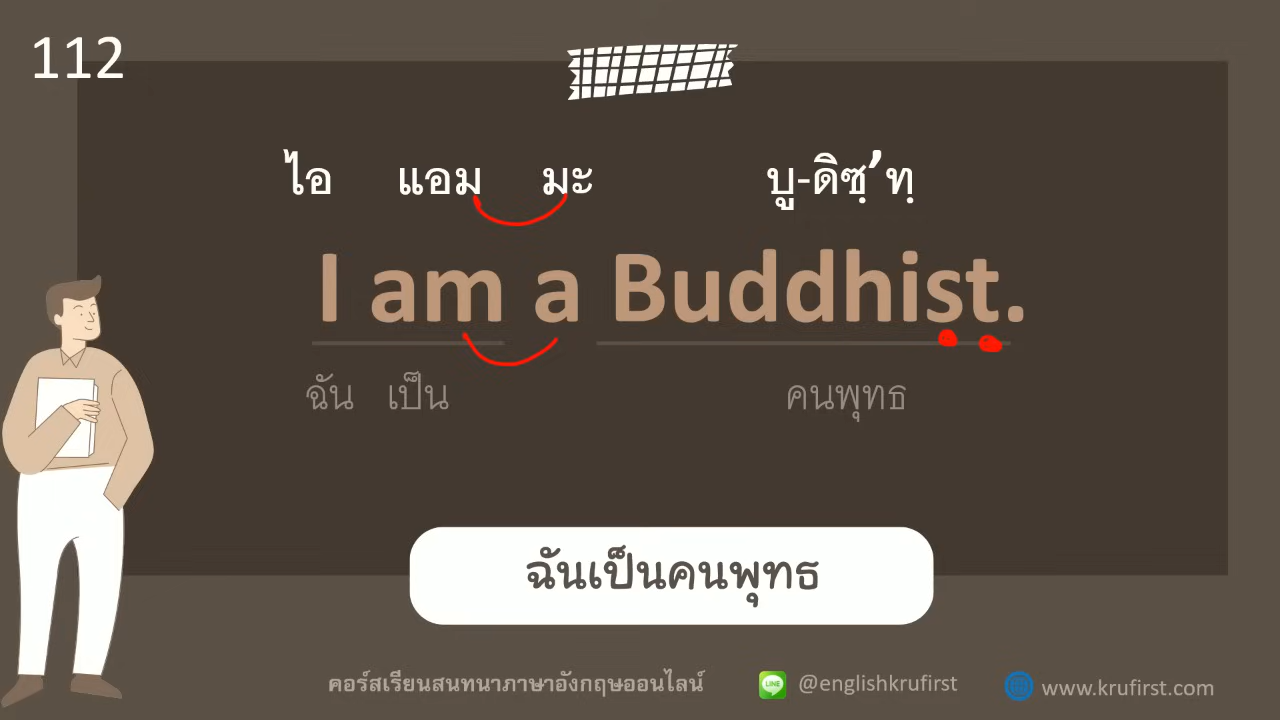 112
ไอ แอม มะ บู-ดิซฺ’ทฺ
I am a Buddhist.
ฉัน เป็น คนพุทธ
ฉันเป็นคนพุทธ
คอร์สเรียนสนทนาภาษาอังกฤษออนไลน์ LINE @englishkrufirst www.krufirst.com